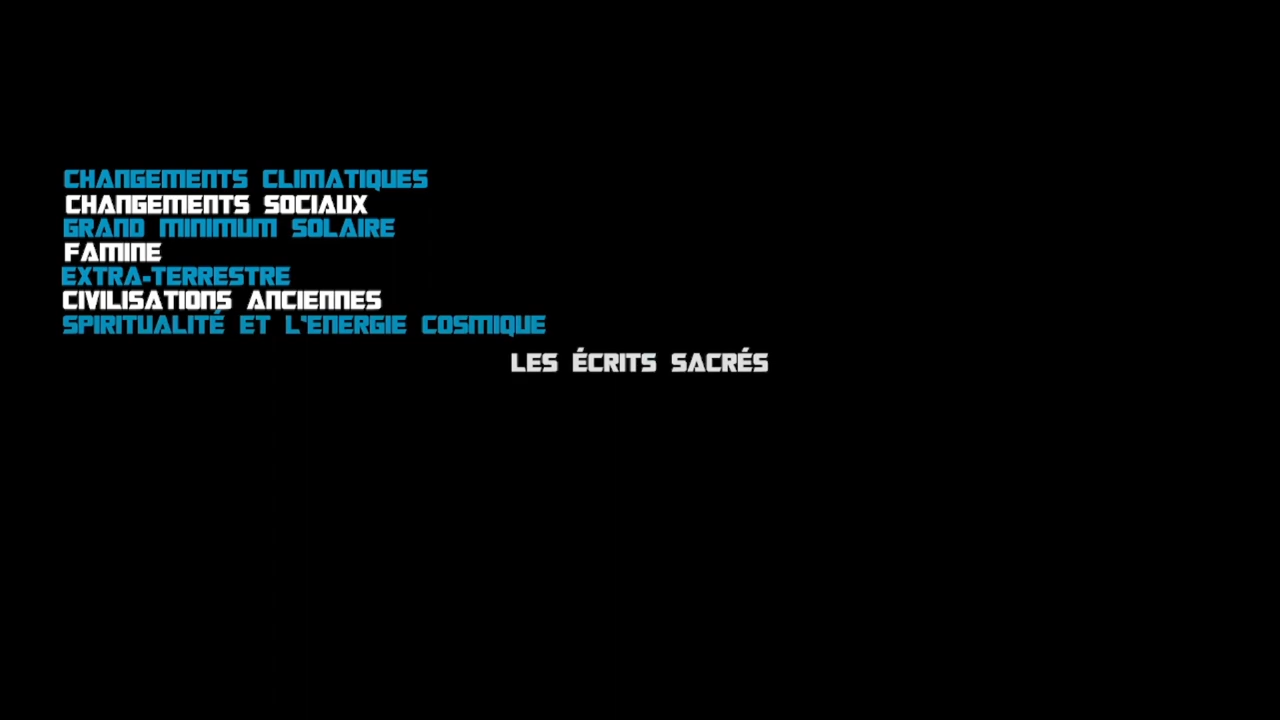 CHANGEMENTS CLIMATIQUES
CHANGEMENTS SOCIAUX
GRAND MINIMUM SOLAIRE
FAMINE
EXTRA-TERRESTRE
CIVILISATIONS ANCIENNES
SPIRITUALITÉ ET L'ENERGIE COSMIQUE
LES ÉCRITS SACRÉS